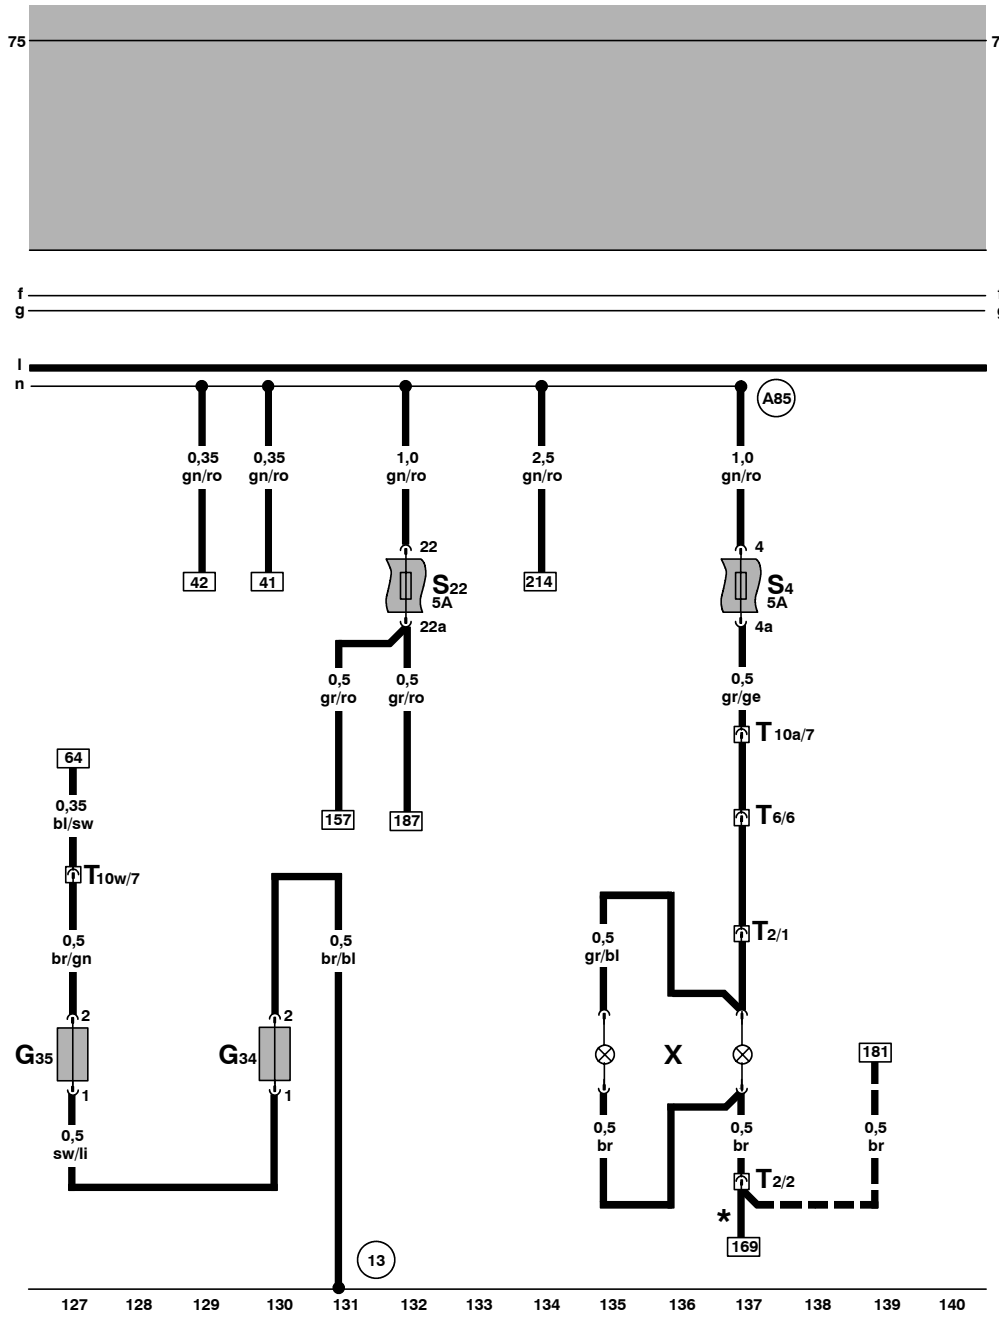 75 7
f
g
l
n
A85
0,35 0,35 1,0 2,5 1,0
gn/ro gn/ro gn/ro gn/ro gn/ro
22 4
42 41 S22 214 S4
5A 5A
22a 4a
0,5 0,5 0,5
gr/ro gr/ro gr/ge
T10a/7
64
0,35 157 187 T6/6
bl/sw
T10w/7
0,5 0,5 0,5 T2/1
br/gn br/bl gr/bl
2 2
G35 G34 X 181
1 1
0,5 0,5 0,5 0,5
sw/li br br br
T2/2
*
169
13
127 128 129 130 131 132 133 134 135 136 137 138 139 140